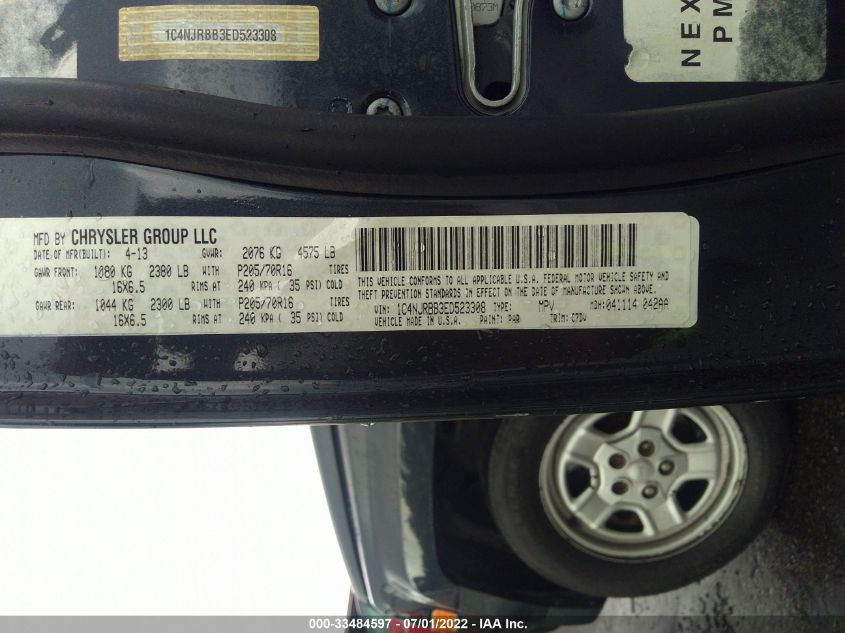 1C4NJRBB3ED523308
0873M
NEX
PM
MFD BY CHRYSLER GROUP LLC
DATE OF MFR(BUILT): 4-13 GVWR: 2076 KG 4575 LB
GAWR FRONT: 1080 KG 2380 LB WITH P205/70R16 TIRES
16X6.5 RIMS AT 240 KPA ( 35 PSI) COLD
GAWR REAR: 1044 KG 2300 LB WITH P205/70R16 TIRES
16X6.5 RIMS AT 240 KPA ( 35 PSI) COLD
THIS VEHICLE CONFORMS TO ALL APPLICABLE U.S.A. FEDERAL MOTOR VEHICLE SAFETY AND
THEFT PREVENTION STANDARDS IN EFFECT ON THE DATE OF MANUFACTURE SHOWN ABOVE.
VIN: 1C4NJRBB3ED523308 TYPE: MPV MDH: 041114 042AA
VEHICLE MADE IN U.S.A. PAINT: PAR TRIM: C7DV
000-33484597 - 07/01/2022 - IAA Inc.